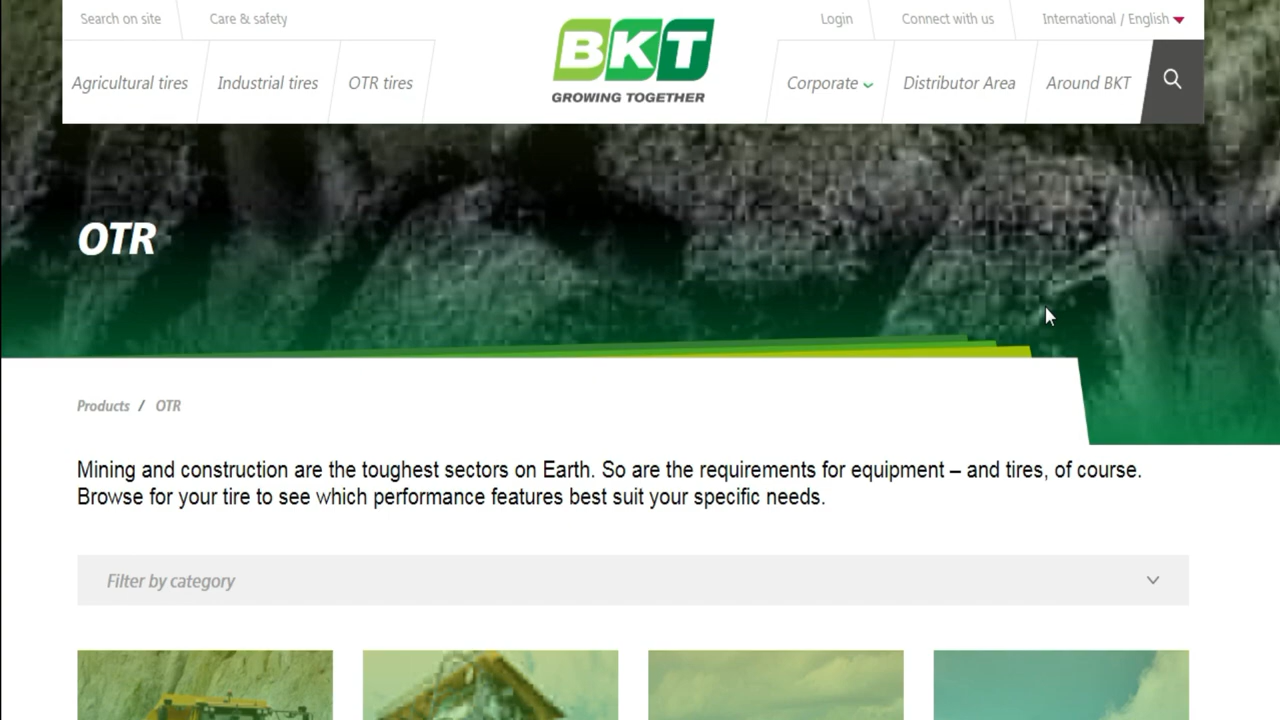 Search on site
Care & safety
Login
Connect with us
International / English
Agricultural tires
Industrial tires
OTR tires
BKT
GROWING TOGETHER
Corporate
Distributor Area
Around BKT
OTR
Products / OTR
Mining and construction are the toughest sectors on Earth. So are the requirements for equipment – and tires, of course.
Browse for your tire to see which performance features best suit your specific needs.
Filter by category